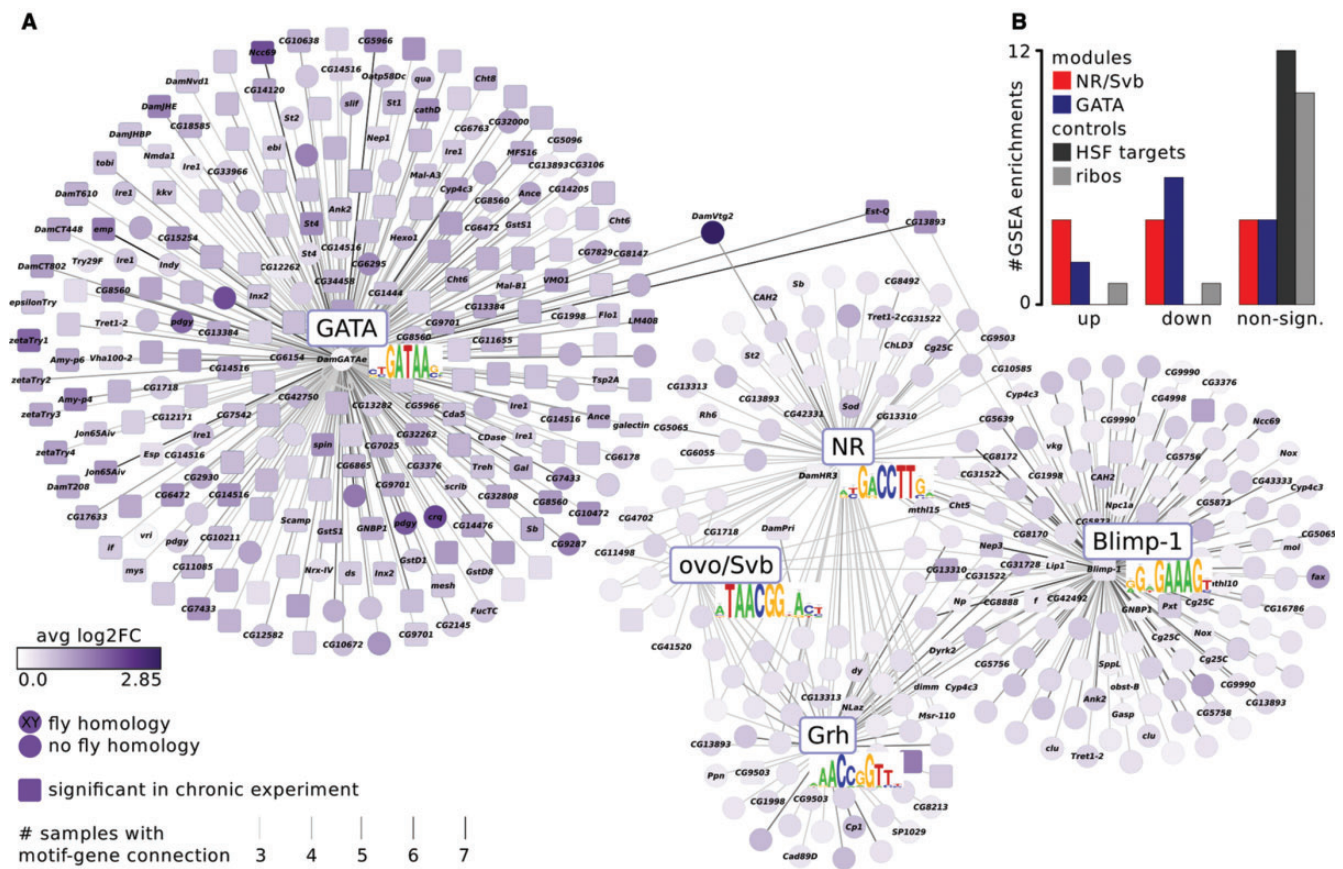 A
B
12
#GSEA enrichments
0
modules
NR/Svb
GATA
controls
HSF targets
ribos
up
down
non-sign.
Ncc69
CG10638
CG5966
CG14516
Oatp58Dc
qua
Cht8
DamNvd1
CG14120
slif
St1
cathD
DamJHE
St2
CG32000
CG18585
Nep1
CG6763
CG5096
DamJHBP
Nmda1
ebi
Ire1
MFS16
CG13893
CG3106
tobi
Ire1
CG33966
Mal-A3
Cyp4c3
Ance
CG14205
DamT610
Ire1
kkv
Ank2
CG8560
Cht6
DamCT448
emp
St4
CG6472
GstS1
CG15254
CG14516
Hexo1
CG7829
CG8147
DamCT802
Try29F
Ire1
Indy
St4
CG12262
CG6295
Cht6
VMO1
CG8560
CG34458
Mal-B1
epsilonTry
Inx2
CG1444
CG13384
Tret1-2
pdgy
CG13384
GATA
CG9701
CG1998
Flo1
LM408
zetaTry1
CG8560
CG11655
Amy-p6
Vha100-2
CG6154
DamGATAe
GATAA
zetaTry2
CG14516
Tsp2A
Amy-p4
CG1718
CG42750
CG5966
Ire1
zetaTry3
CG12171
CG7542
CG13282
Cda5
CG14516
Ance
galectin
Jon65Aiv
Ire1
spin
CG32262
CDase
Ire1
zetaTry4
Esp
CG14516
CG7025
CG6178
Jon65Aiv
CG2930
CG6865
CG3376
Treh
Gal
CG7433
DamT208
CG6472
CG14516
CG9701
scrib
CG32808
CG8560
CG17633
Scamp
pdgy
crq
CG10472
GstS1
GNBP1
CG14476
Sb
CG9287
if
vri
pdgy
CG10211
mys
CG11085
Nrx-IV
ds
Inx2
GstD1
mesh
GstD8
CG7433
FucTC
CG2145
CG12582
CG10672
CG9701
DamVtg2
Est-Q
CG13893
Sb
CG8492
CAH2
Tret1-2
CG31522
St2
ChLD3
Cg25C
CG9503
CG13313
CG13893
Sod
CG10585
Rh6
CG42331
CG13310
Cyp4c3
CG5065
NR
CG5639
CG6055
DamHR3
GACCTT
CG8172
CG31522
mthl15
Cht5
CG4702
CG1718
DamPri
CG11498
ovo/Svb
TAACGG
CG13310
Nep3
CG31522
CG41520
Np
CG8888
CG9990
CG3376
CG4998
CG9990
Ncc69
vkg
CG5756
Nox
CG1998
CAH2
CG43333
Cyp4c3
Npc1a
CG5873
CG5873
CG5065
CG8170
Blimp-1
mol
CG31728
Lip1
Blimp-1
GAAAG
mthl10
fax
f
CG42492
GNBP1
Pxt
Cg25C
CG16786
Cg25C
Nox
Dyrk2
CG5756
SppL
Cg25C
dimm
Cyp4c3
obst-B
CG9990
Ank2
CG13893
Msr-110
Gasp
CG5758
clu
clu
Tret1-2
dy
CG13313
NLaz
Grh
AACCGGTT
CG13893
Ppn
CG9503
CG1998
CG9503
CG8213
Cp1
SP1029
Cad89D
avg log2FC
0.0
2.85
XY
fly homology
no fly homology
significant in chronic experiment
# samples with
motif-gene connection
3
4
5
6
7